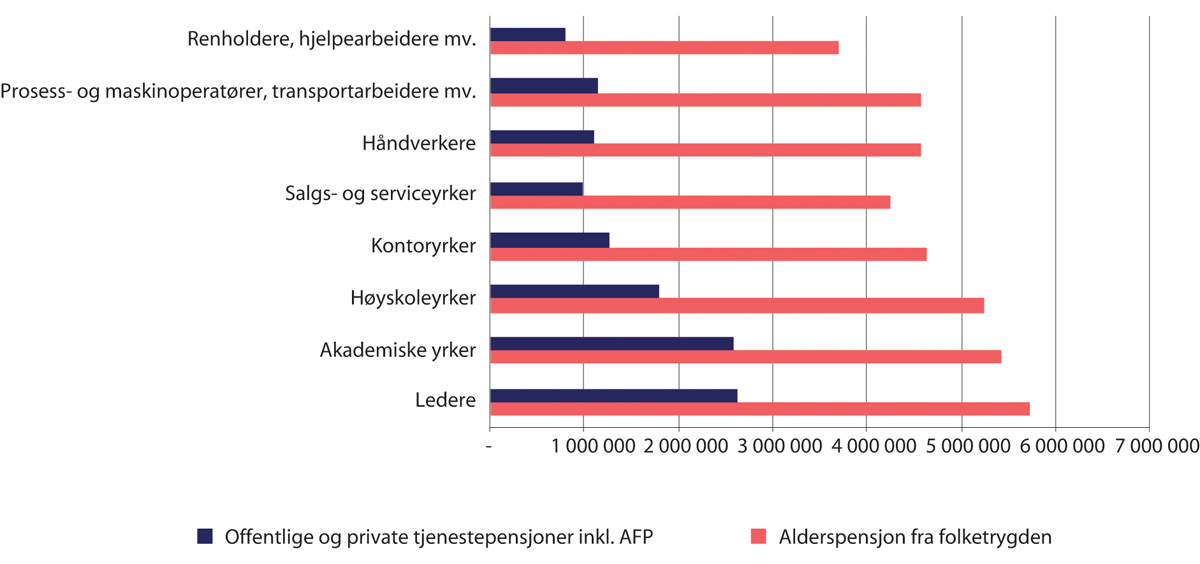 Renholdere, hjelpearbeidere mv.
Prosess- og maskinoperatører, transportarbeidere mv.
Håndverkere
Salgs- og serviceyrker
Kontoryrker
Høyskoleyrker
Akademiske yrker
Ledere
- 1 000 000 2 000 000 3 000 000 4 000 000 5 000 000 6 000 000 7 000 000
Offentlige og private tjenestepensjoner inkl. AFP Alderspensjon fra folketrygden